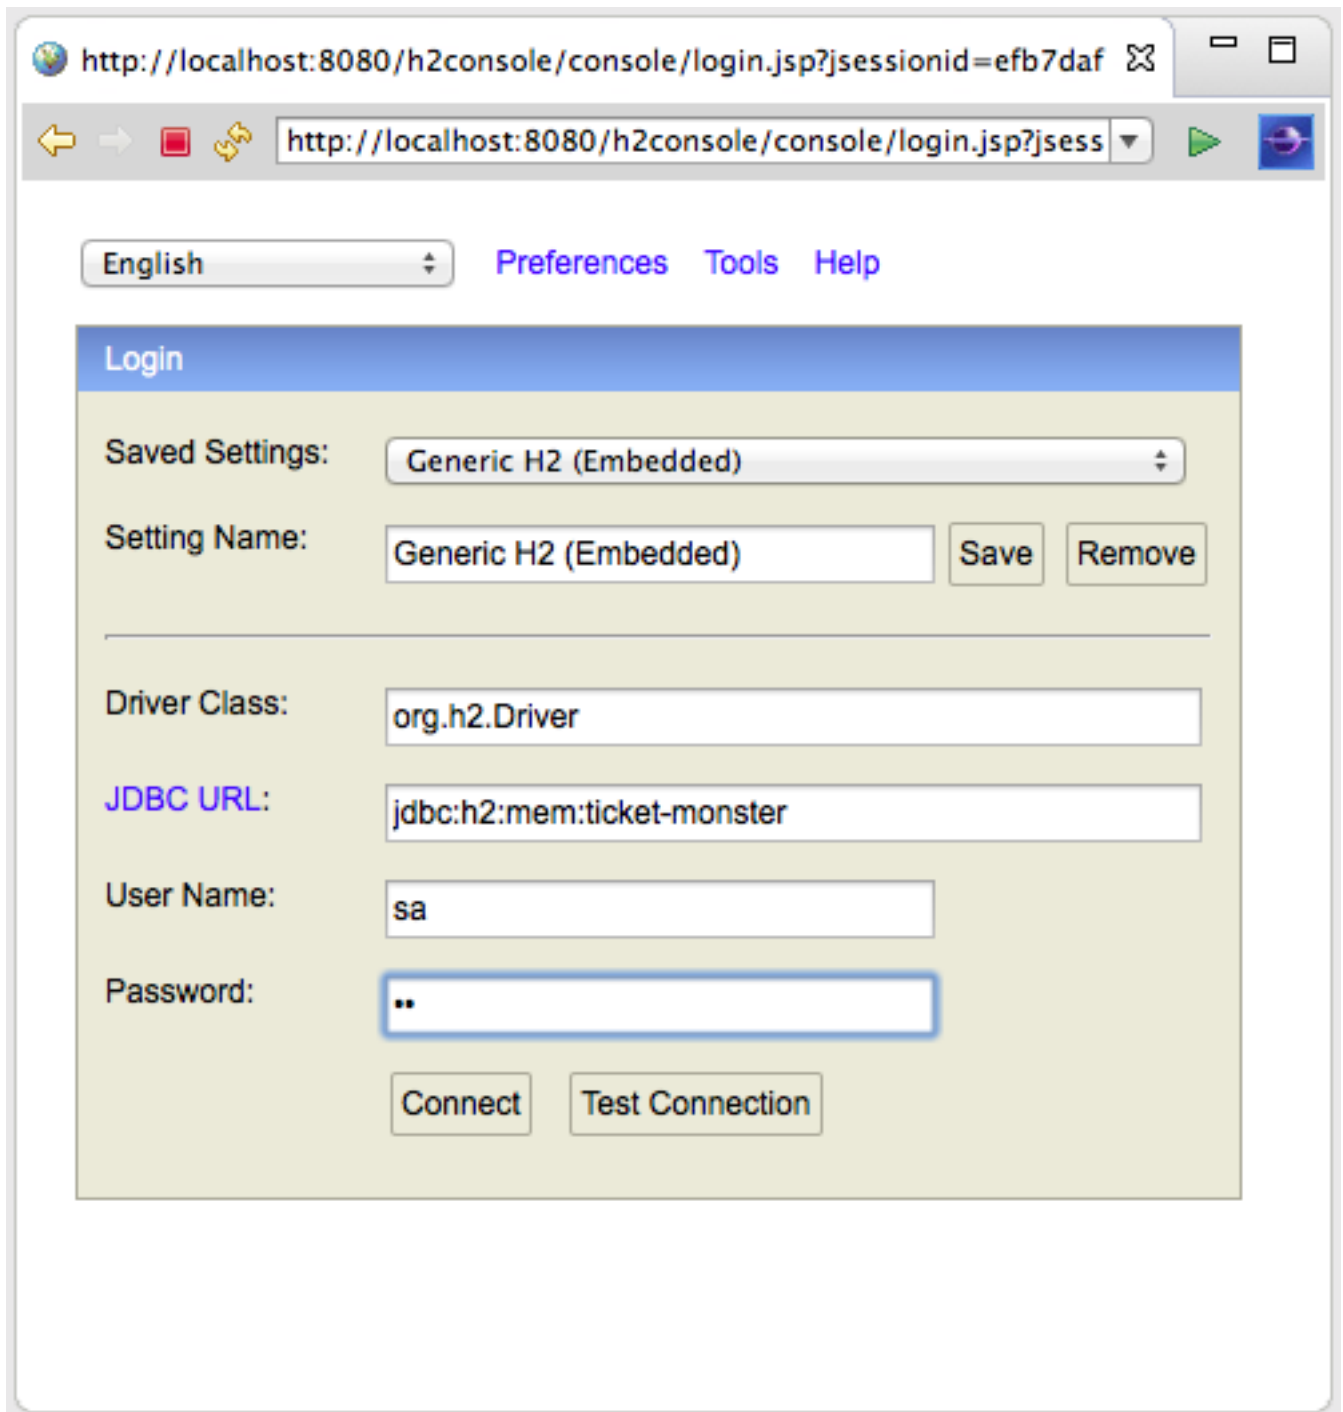 http://localhost:8080/h2console/console/login.jsp?jsessionid=efb7daf
http://localhost:8080/h2console/console/login.jsp?jsess
English Preferences Tools Help
Login
Saved Settings: Generic H2 (Embedded)
Setting Name: Generic H2 (Embedded) Save Remove
Driver Class: org.h2.Driver
JDBC URL: jdbc:h2:mem:ticket-monster
User Name: sa
Password: ••
Connect Test Connection